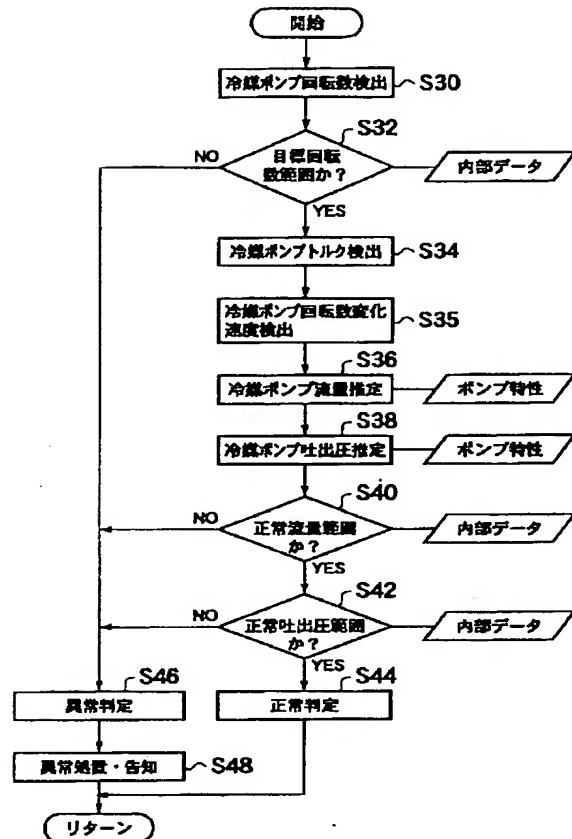 開始
冷媒ポンプ回転数検出
S30
S32
目標回転
数範囲か？
NO
内部データ
YES
冷媒ポンプトルク検出
S34
冷媒ポンプ回転数変化
速度検出
S35
S36
冷媒ポンプ流量推定
ポンプ特性
S38
冷媒ポンプ吐出圧推定
ポンプ特性
S40
正常流量範囲
か？
NO
内部データ
YES
S42
正常吐出圧範囲
か？
NO
内部データ
YES
S46
異常判定
S44
正常判定
異常処置・告知
S48
リターン